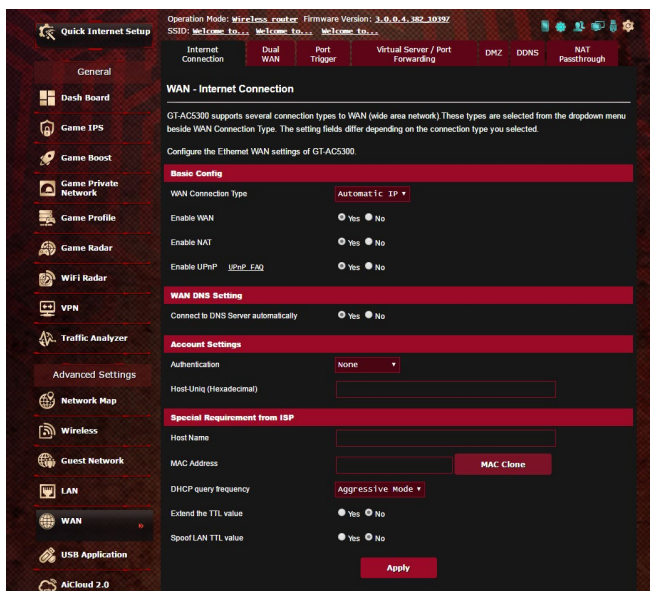 Quick Internet Setup
Operation Mode: Wireless router Firmware Version: 3.0.0.4.382_10397
SSID: Welcome to... Welcome to... Welcome to...
Internet Connection
Dual WAN
Port Trigger
Virtual Server / Port Forwarding
DMZ
DDNS
NAT Passthrough
General
Dash Board
Game IPS
Game Boost
Game Private
Network
Game Profile
Game Radar
WiFi Radar
VPN
Traffic Analyzer
Advanced Settings
Network Map
Wireless
Guest Network
LAN
WAN
USB Application
AiCloud 2.0
WAN - Internet Connection
GT-AC5300 supports several connection types to WAN (wide area network).These types are selected from the dropdown menu
beside WAN Connection Type. The setting fields differ depending on the connection type you selected.
Configure the Ethernet WAN settings of GT-AC5300.
Basic Config
WAN Connection Type Automatic IP
Enable WAN Yes No
Enable NAT Yes No
Enable UPnP UPnP FAQ Yes No
WAN DNS Setting
Connect to DNS Server automatically Yes No
Account Settings
Authentication None
Host-Uniq (Hexadecimal)
Special Requirement from ISP
Host Name
MAC Address MAC Clone
DHCP query frequency Aggressive Mode
Extend the TTL value Yes No
Spoof LAN TTL value Yes No
Apply